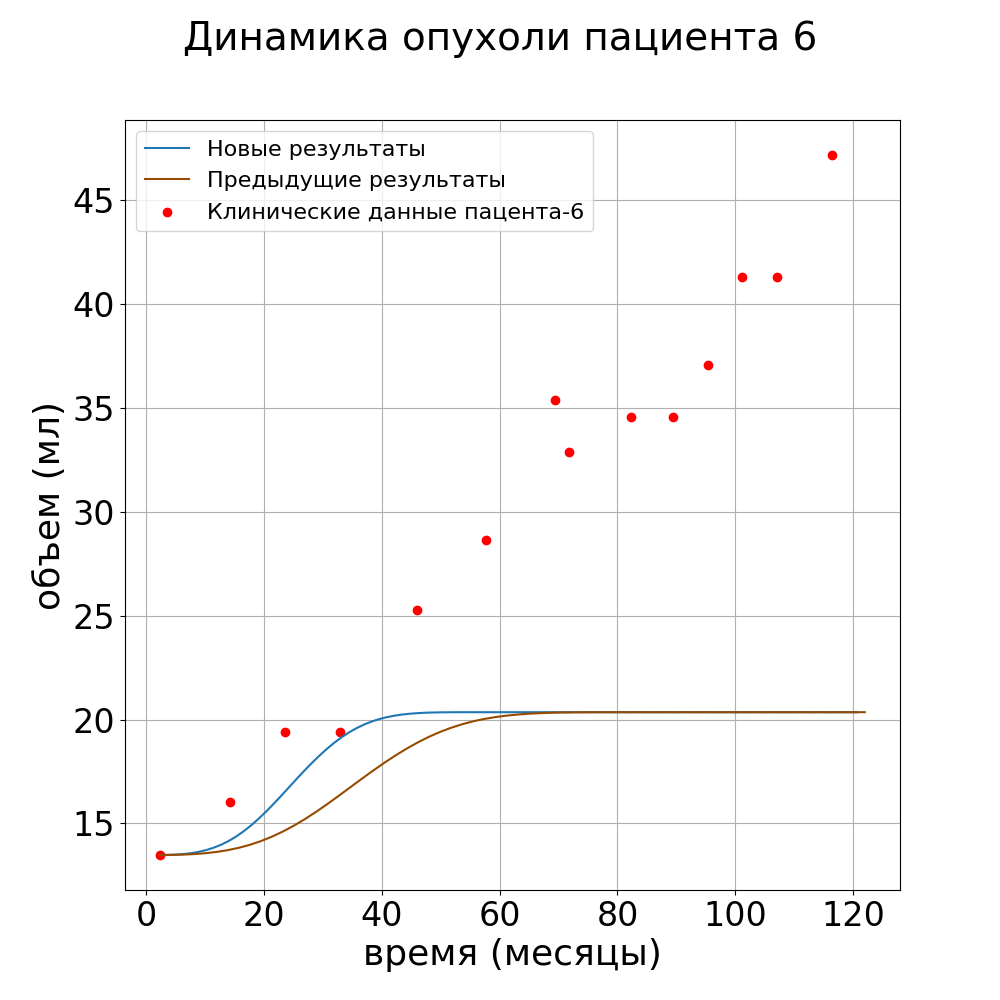 Динамика опухоли пациента 6
Новые результаты
Предыдущие результаты
Клинические данные пацента-6
45
40
35
30
25
20
15
объем (мл)
0 20 40 60 80 100 120
время (месяцы)